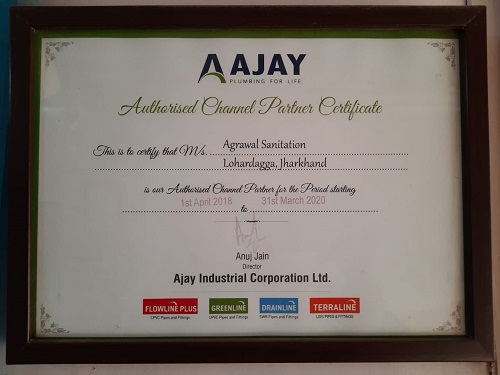 AJAY
PLUMBING FOR LIFE
Authorised Channel Partner Certificate
This is to certify that M/s. Agrawal Sanitation
Lohardagga, Jharkhand
is our Authorised Channel Partner for the Period starting
1st April 2018 to 31st March 2020
Anuj Jain
Director
Ajay Industrial Corporation Ltd.
FLOWLINE PLUS GREENLINE DRAINLINE TERRALINE
CPVC Pipes and Fittings UPVC Pipes and Fittings SWR Pipes and Fittings UDS PIPES & FITTINGS